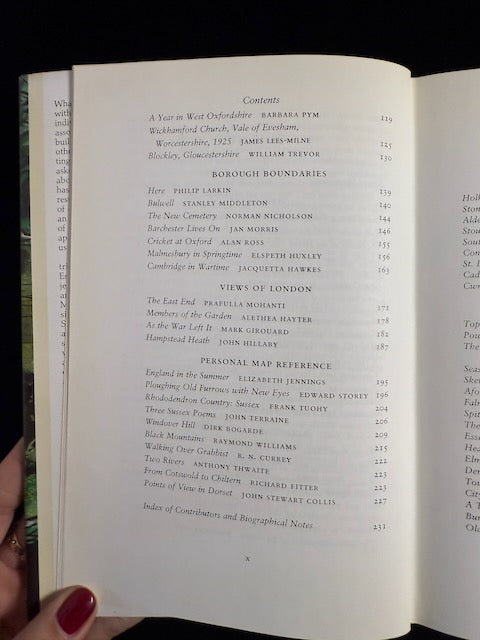 Contents
A Year in West Oxfordshire BARBARA PYM 119
Wickhamford Church, Vale of Evesham,
Worcestershire, 1925 JAMES LEES-MILNE 125
Blockley, Gloucestershire WILLIAM TREVOR 130
BOROUGH BOUNDARIES
Here PHILIP LARKIN 139
Bulwell STANLEY MIDDLETON 140
The New Cemetery NORMAN NICHOLSON 144
Barchester Lives On JAN MORRIS 146
Cricket at Oxford ALAN ROSS 155
Malmesbury in Springtime ELSPETH HUXLEY 156
Cambridge in Wartime JACQUETTA HAWKES 163
VIEWS OF LONDON
The East End PRAFULLA MOHANTI 171
Members of the Garden ALETHEA HAYTER 178
As the War Left It MARK GIROUARD 182
Hampstead Heath JOHN HILLABY 187
PERSONAL MAP REFERENCE
England in the Summer ELIZABETH JENNINGS 195
Ploughing Old Furrows with New Eyes EDWARD STOREY 196
Rhododendron Country: Sussex FRANK TUOHY 204
Three Sussex Poems JOHN TERRAINE 206
Windover Hill DIRK BOGARDE 209
Black Mountains RAYMOND WILLIAMS 215
Walking Over Grabbist R. N. CURREY 222
Two Rivers ANTHONY THWAITE 223
From Cotswold to Chiltern RICHARD FITTER 223
Points of View in Dorset JOHN STEWART COLLIS 227
Index of Contributors and Biographical Notes 231
x